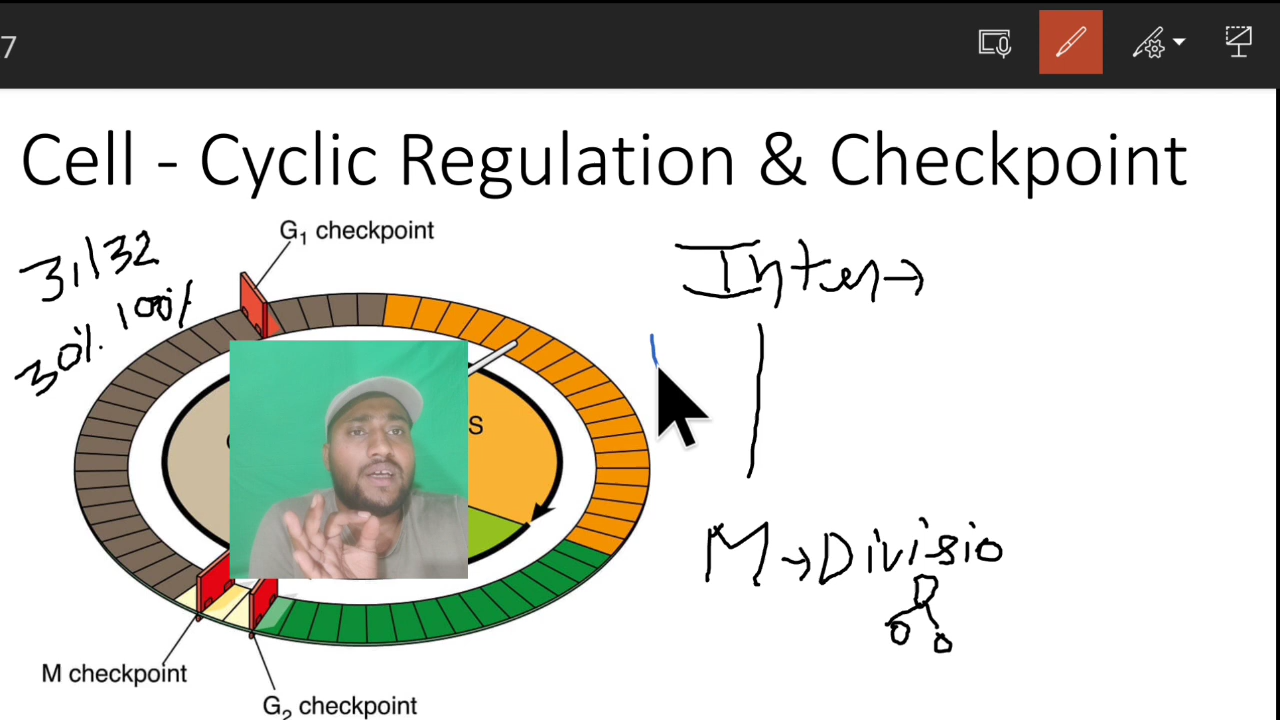 7
Cell - Cyclic Regulation & Checkpoint
G1 checkpoint
31132
30% 100%
Inter→
S
M→Divisio
M checkpoint
G2 checkpoint